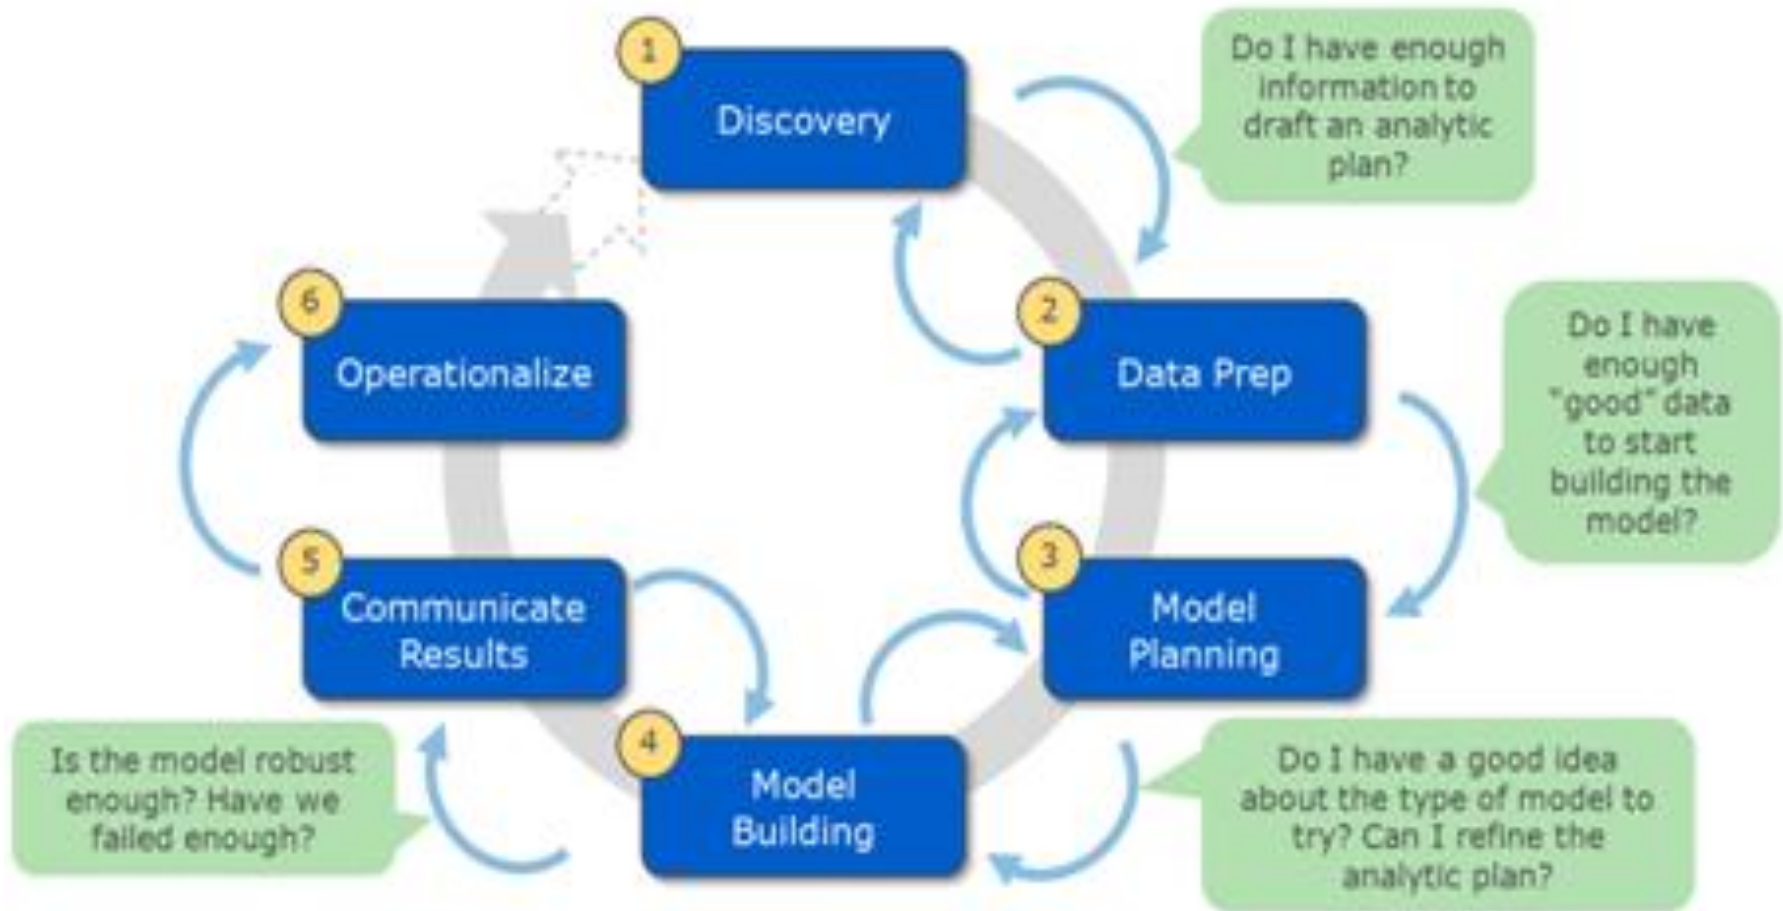 1
Discovery
Do I have enough
information to
draft an analytic
plan?
2
Data Prep
Do I have
enough
"good" data
to start
building the
model?
3
Model
Planning
Do I have a good idea
about the type of model to
try? Can I refine the
analytic plan?
4
Model
Building
Is the model robust
enough? Have we
failed enough?
5
Communicate
Results
6
Operationalize